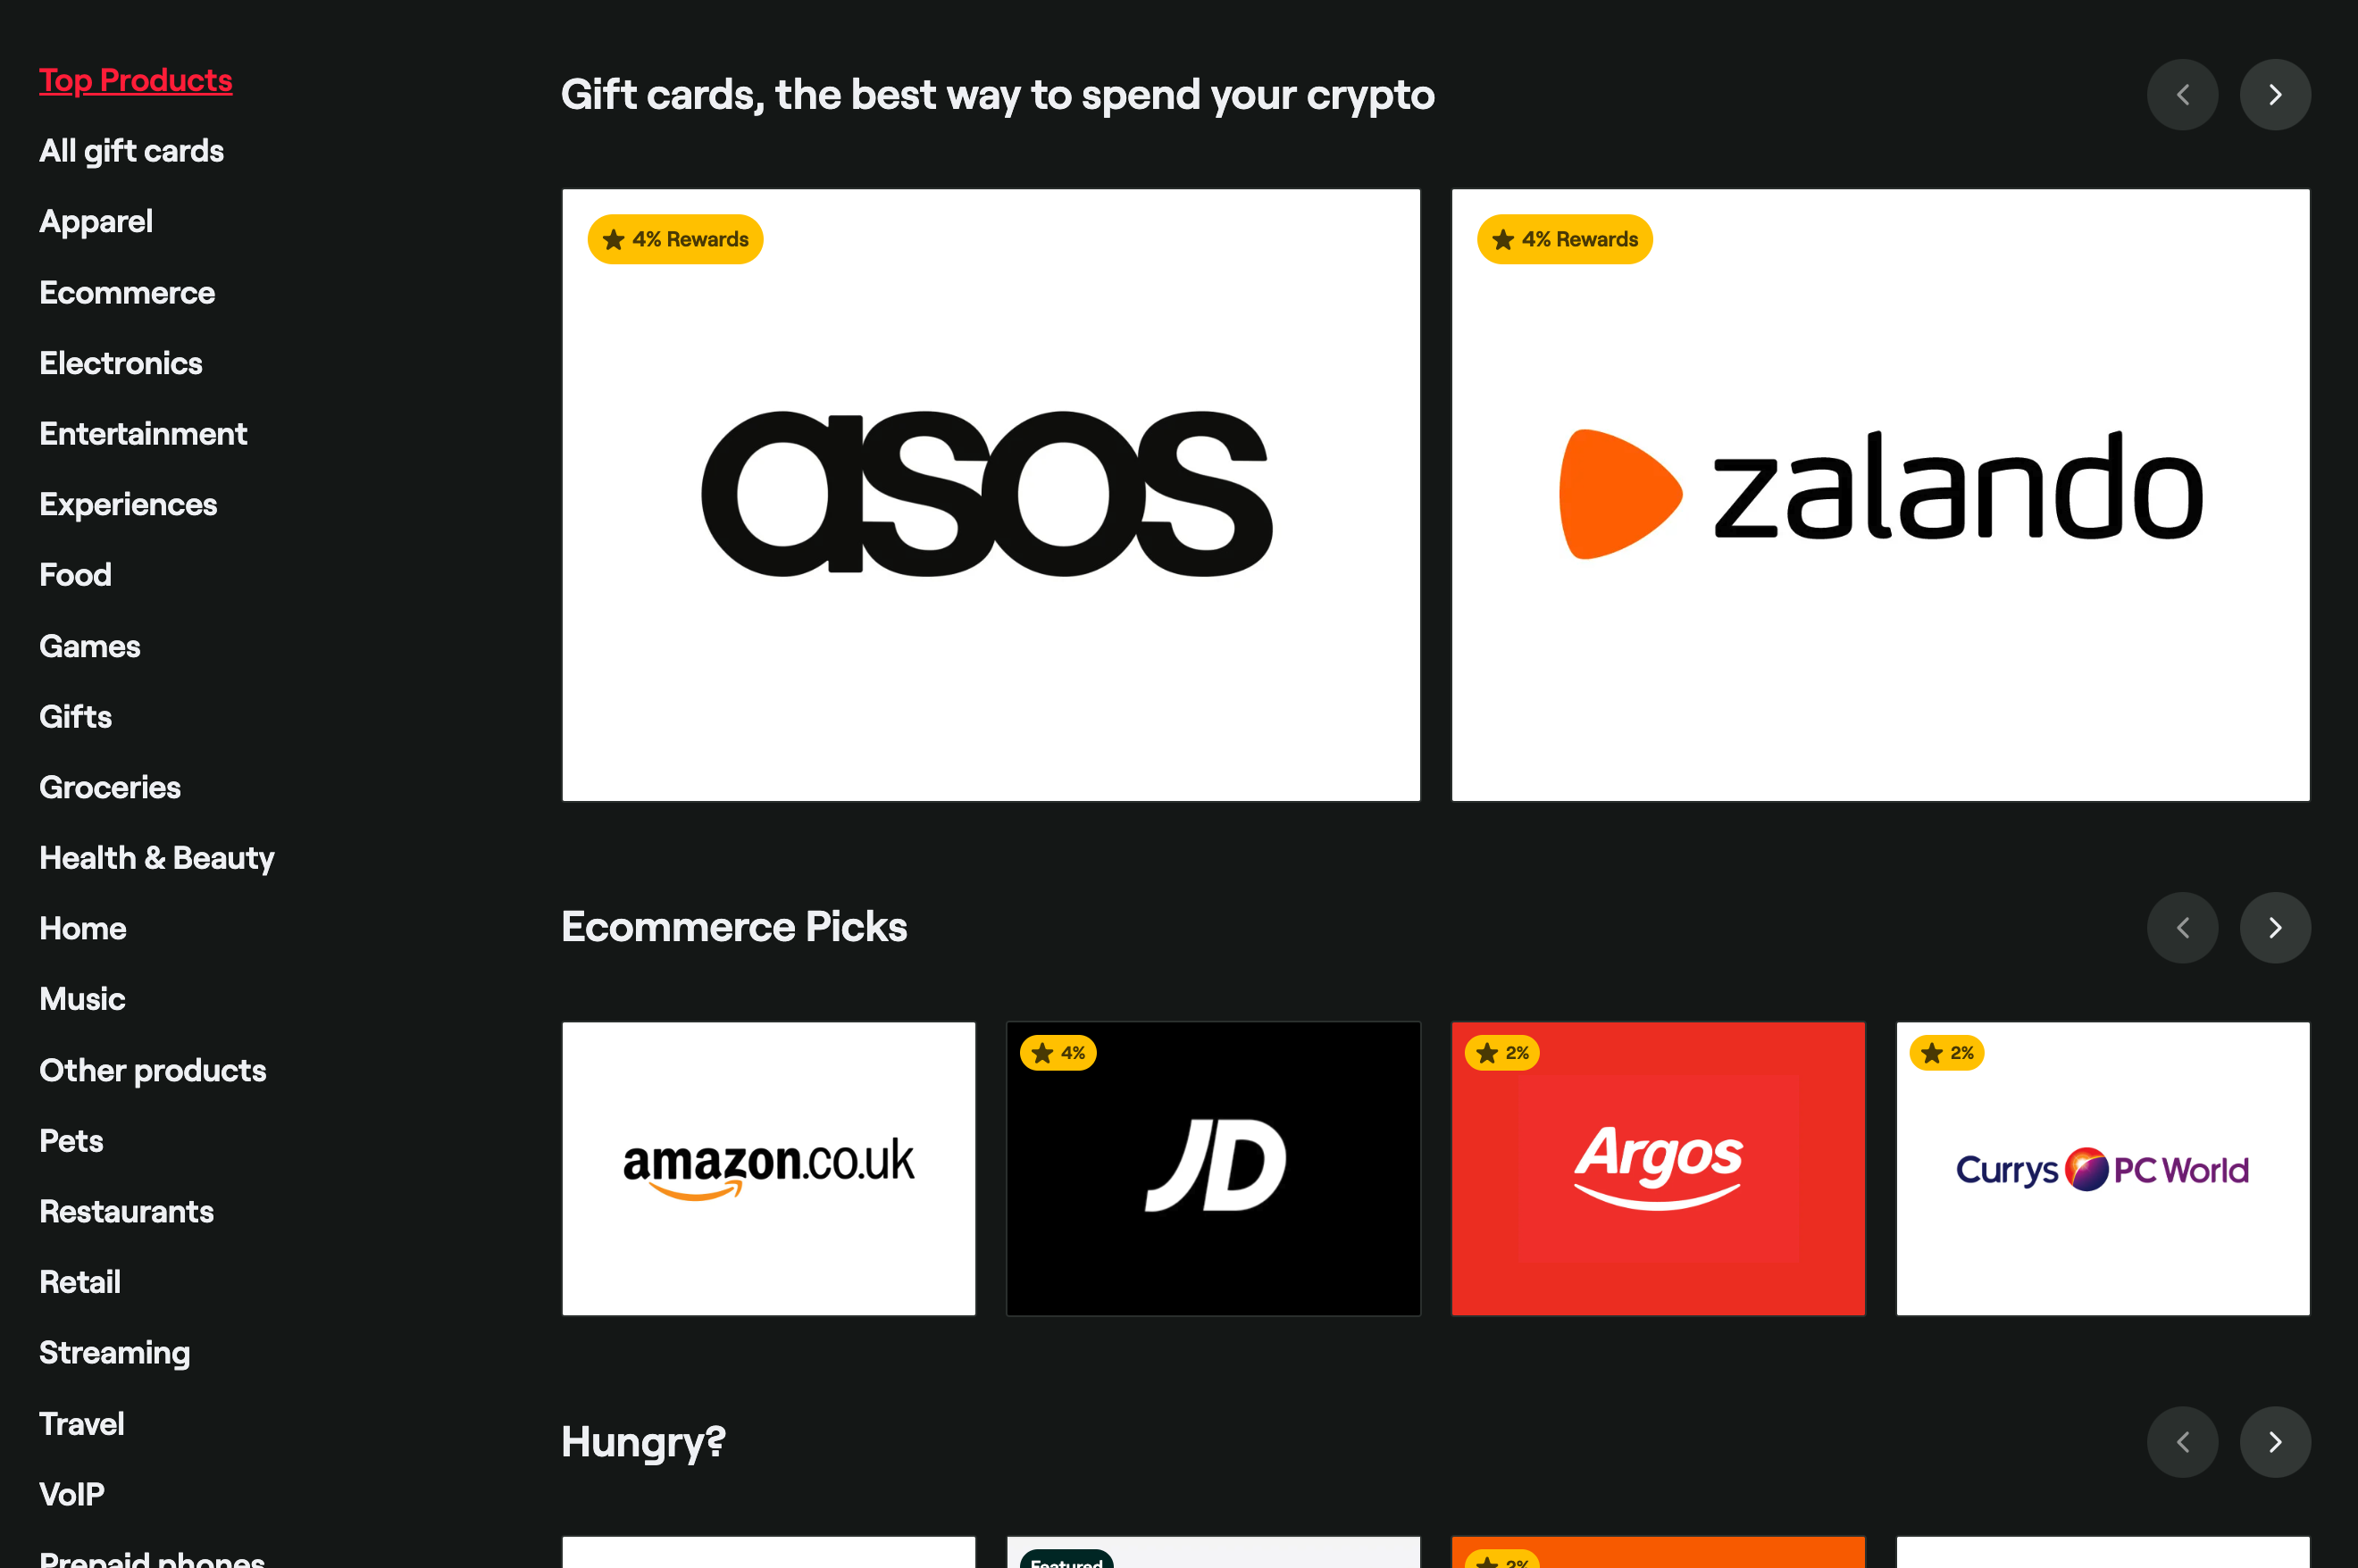 Top Products
All gift cards
Apparel
Ecommerce
Electronics
Entertainment
Experiences
Food
Games
Gifts
Groceries
Health & Beauty
Home
Music
Other products
Pets
Restaurants
Retail
Streaming
Travel
VoIP
Prepaid phones
Gift cards, the best way to spend your crypto
4% Rewards
asos
4% Rewards
zalando
Ecommerce Picks
amazon.co.uk
4%
JD
2%
Argos
2%
Currys PC World
Hungry?
Featured
2%